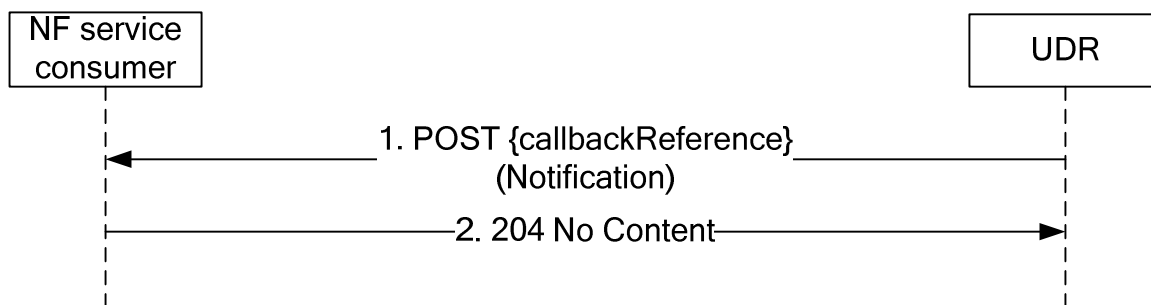 NF service
consumer
UDR
1. POST {callbackReference}
(Notification)
2. 204 No Content